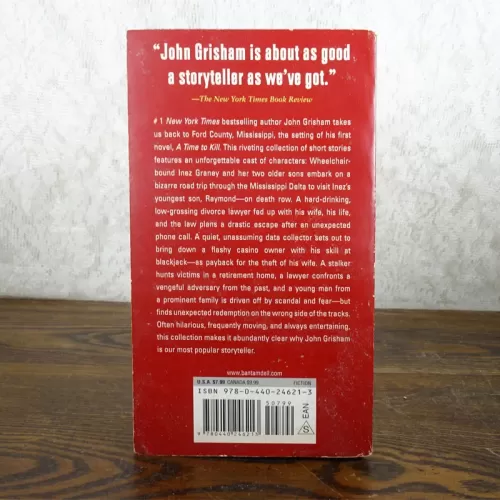 “John Grisham is about as good
a storyteller as we’ve got.”
—The New York Times Book Review
#1 New York Times bestselling author John Grisham takes
us back to Ford County, Mississippi, the setting of his first
novel, A Time to Kill. This riveting collection of short stories
features an unforgettable cast of characters: Wheelchair-
bound Inez Graney and her two older sons embark on a
bizarre road trip through the Mississippi Delta to visit Inez’s
youngest son, Raymond—on death row. A hard-drinking,
low-grossing divorce lawyer fed up with his wife, his life,
and the law plans a drastic escape after an unexpected
phone call. A quiet, unassuming data collector sets out to
bring down a flashy casino owner with his skill at
blackjack—as payback for the theft of his wife. A stalker
hunts victims in a retirement home, a lawyer confronts a
vengeful adversary from the past, and a young man from
a prominent family is driven off by scandal and fear—but
finds unexpected redemption on the wrong side of the tracks.
Often hilarious, frequently moving, and always entertaining,
this collection makes it abundantly clear why John Grisham
is our most popular storyteller.
www.bantamdell.com
U.S.A. $7.99 CANADA $9.99 FICTION
ISBN 978-0-440-24621-3
50799
9 780440 246213
S EAN